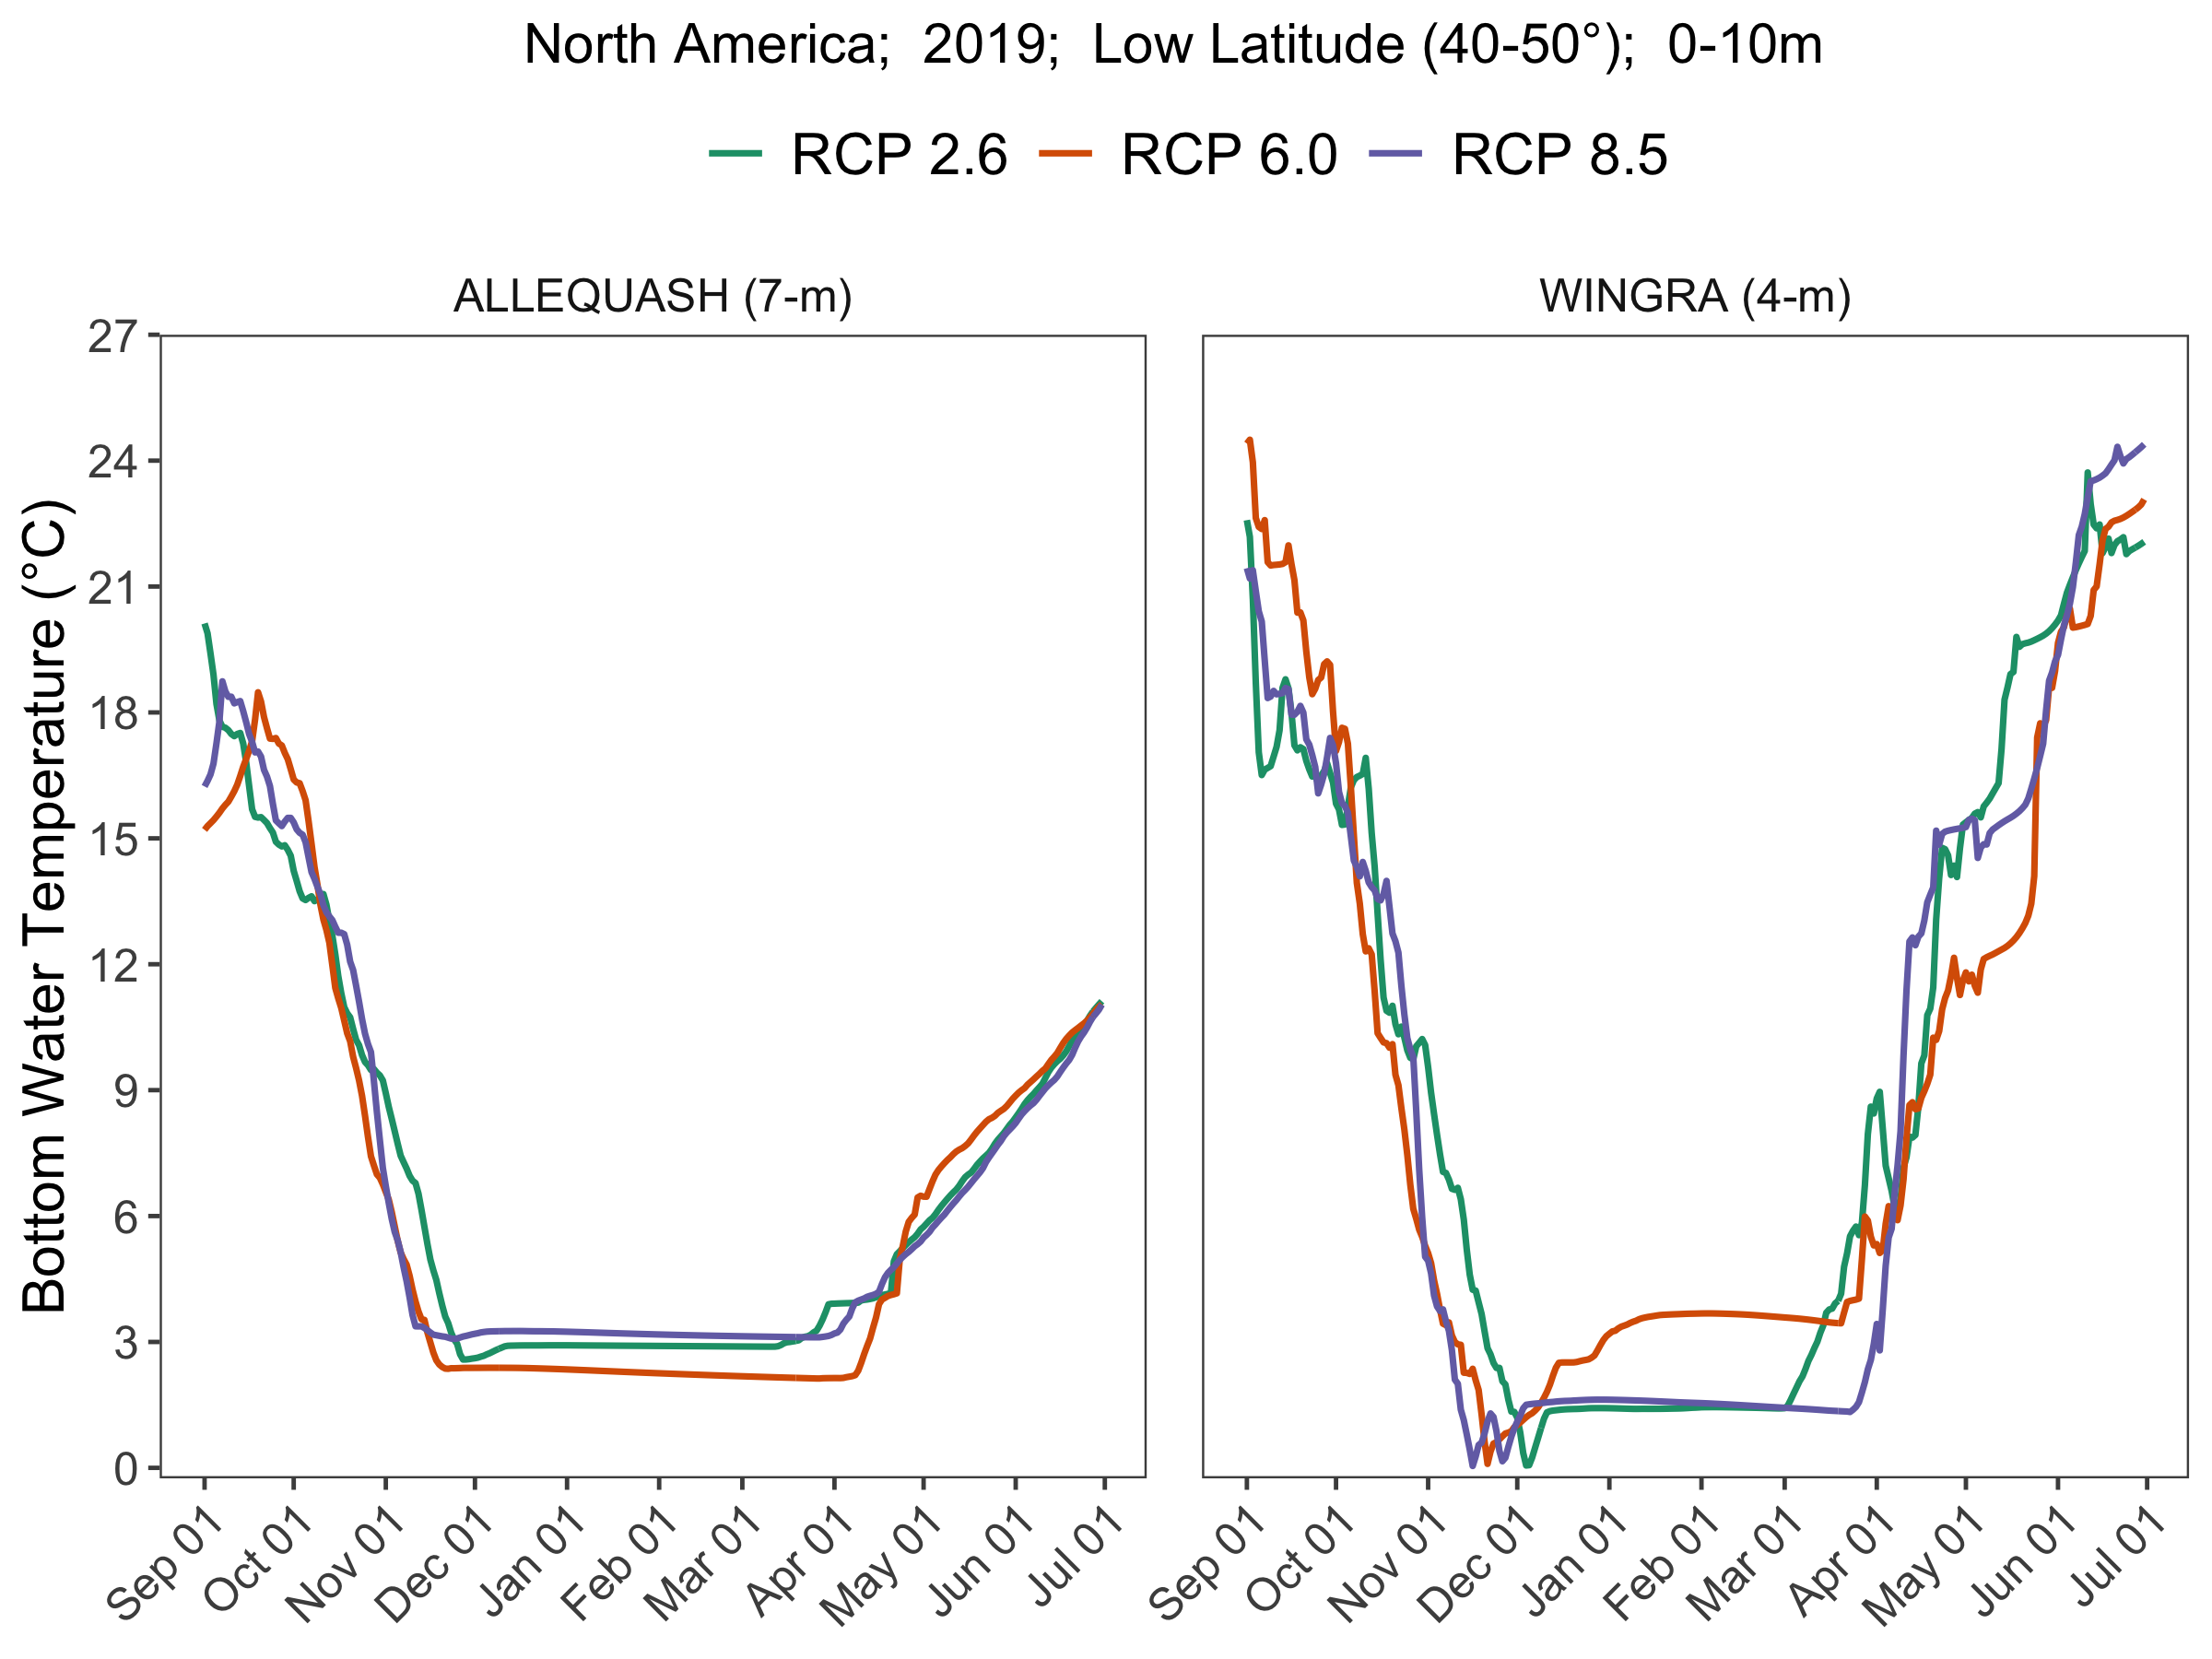 North America;  2019;  Low Latitude (40-50°);  0-10m
RCP 2.6 RCP 6.0 RCP 8.5
ALLEQUASH (7-m) WINGRA (4-m)
Bottom Water Temperature (°C)
27
24
21
18
15
12
9
6
3
0
Sep 01 Oct 01 Nov 01 Dec 01 Jan 01 Feb 01 Mar 01 Apr 01 May 01 Jun 01 Jul 01 Sep 01 Oct 01 Nov 01 Dec 01 Jan 01 Feb 01 Mar 01 Apr 01 May 01 Jun 01 Jul 01